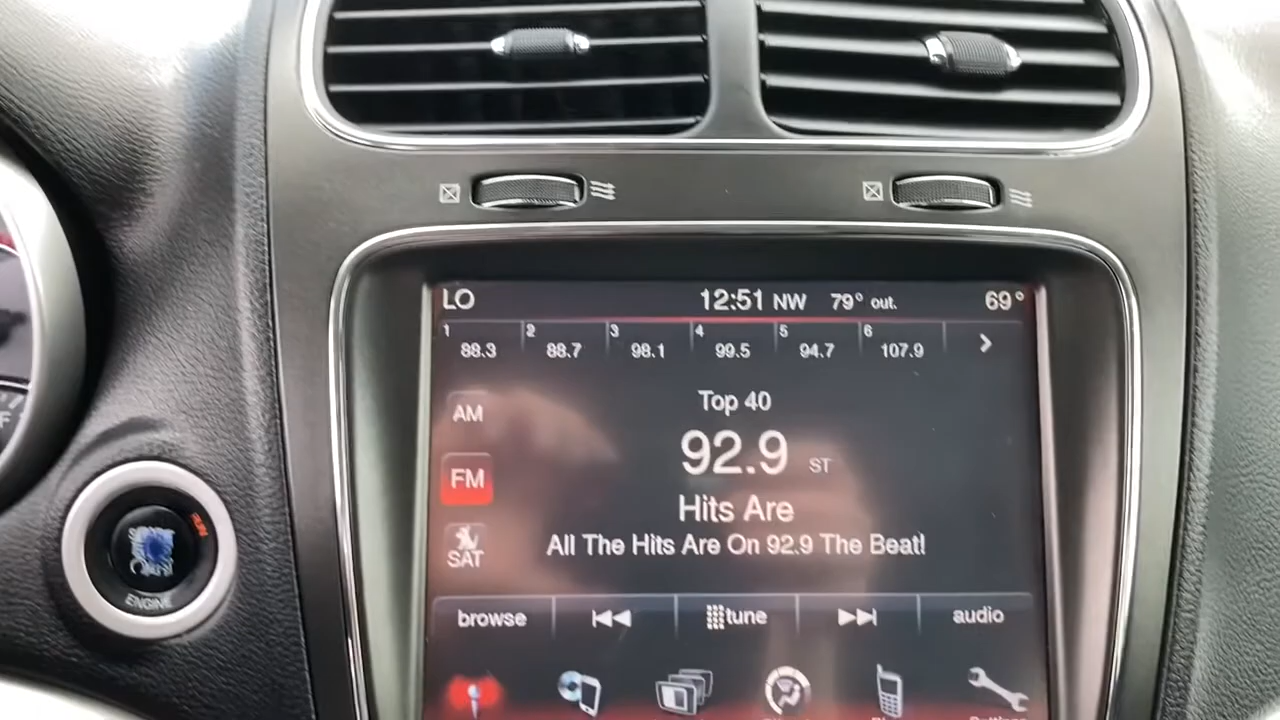 LO 12:51 NW 79° out. 69°
1 2 3 4 5 6
88.3 88.7 98.1 99.5 94.7 107.9
Top 40
AM
92.9 ST
FM
Hits Are
All The Hits Are On 92.9 The Beat!
SAT
RUN
ENGINE
browse tune audio
F